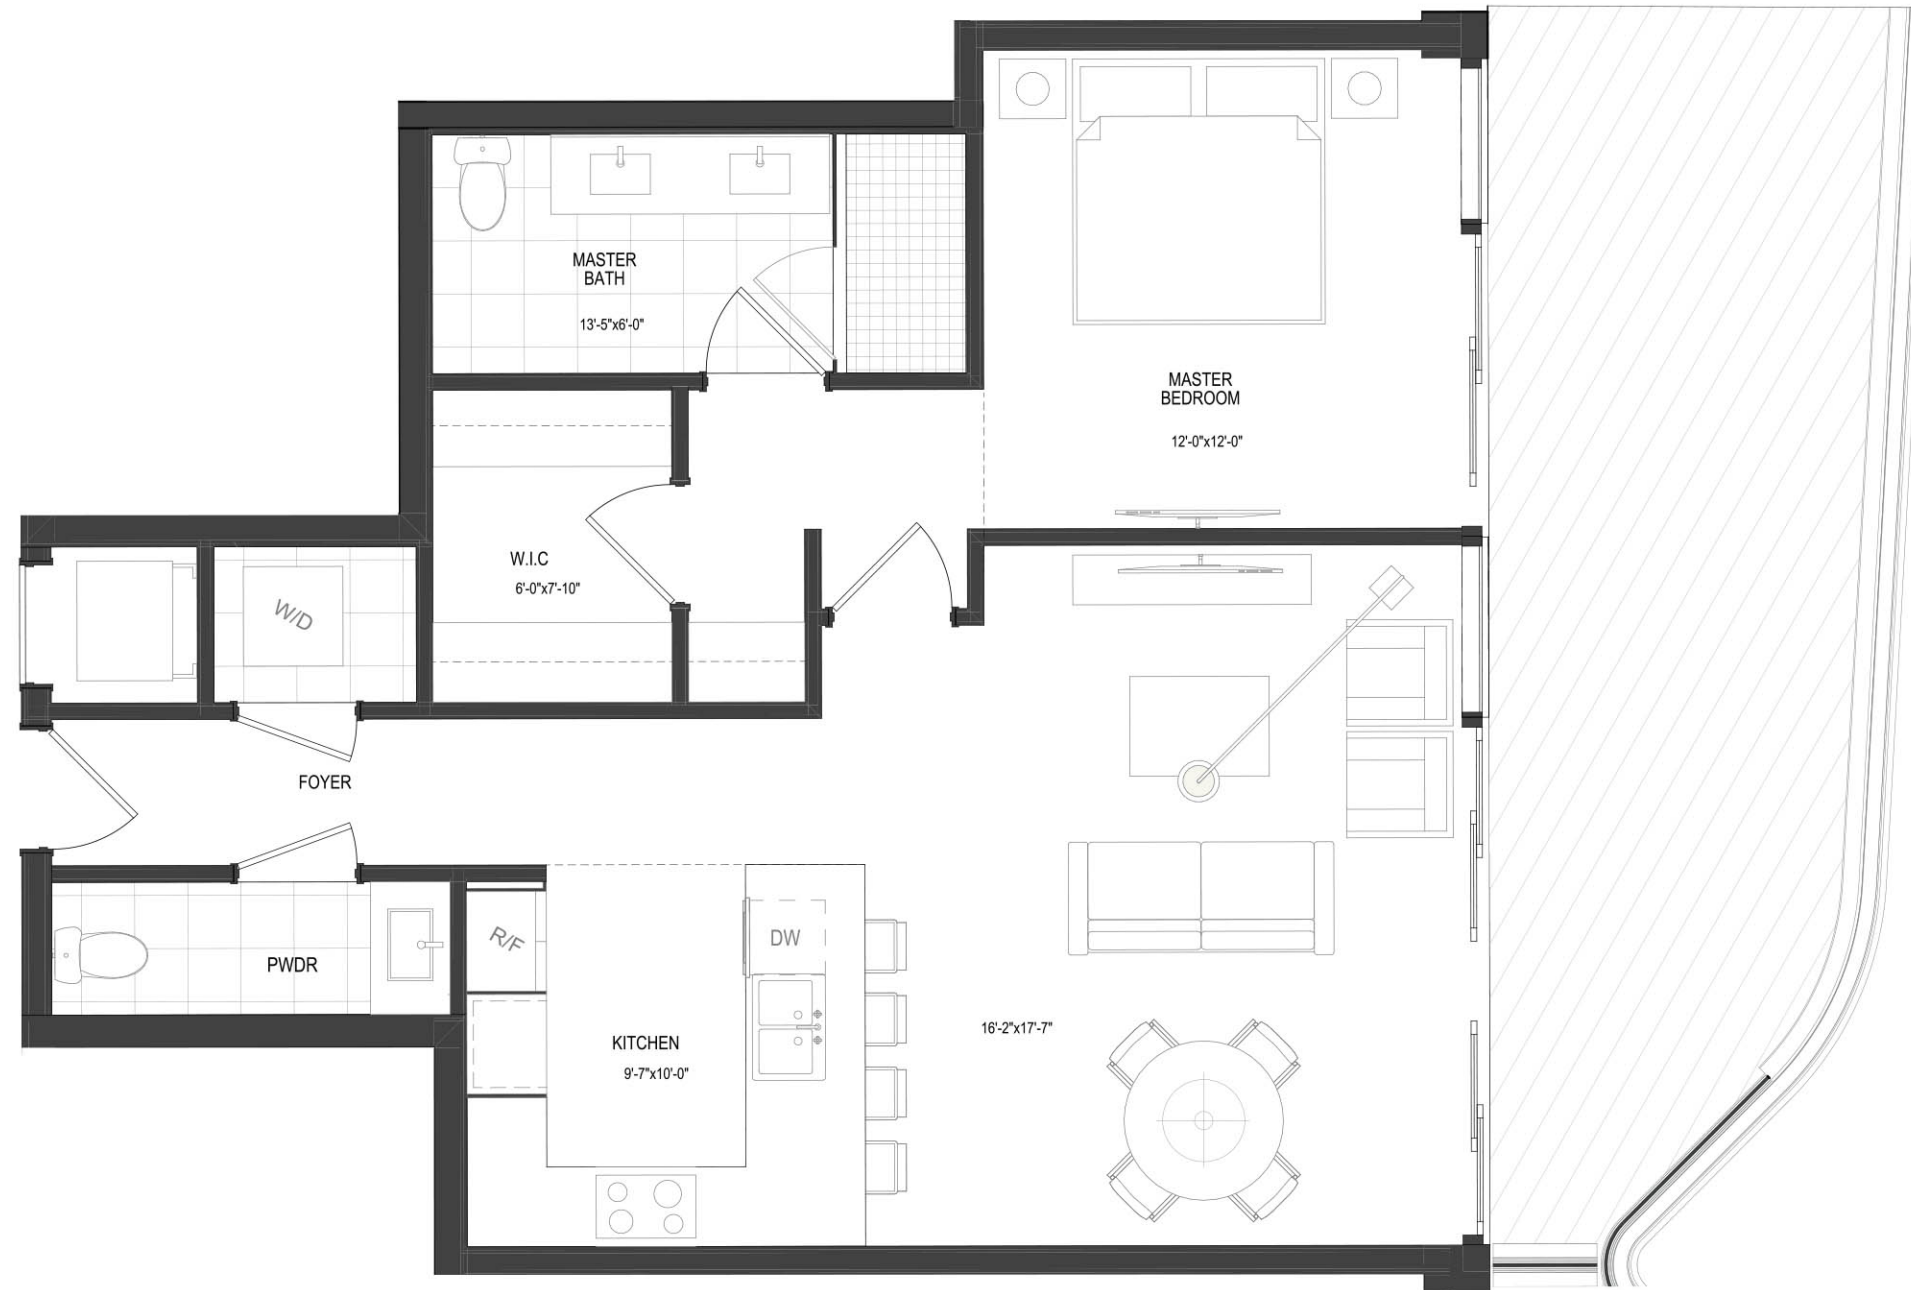 MASTER
BATH
13'-5"x6'-0"
MASTER
BEDROOM
12'-0"x12'-0"
W.I.C
6'-0"x7'-10"
W/D
FOYER
R/F
DW
PWDR
KITCHEN
9'-7"x10'-0"
16'-2"x17'-7"